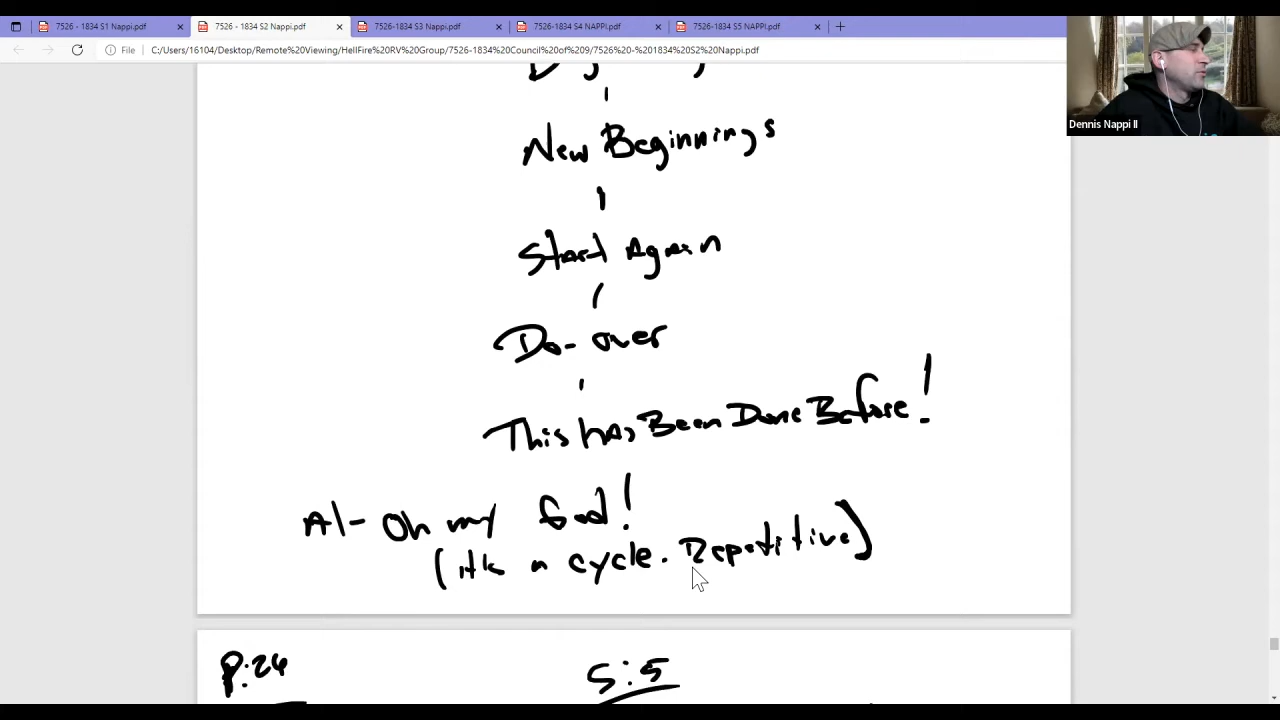 7526 - 1834 S1 Nappi.pdf
7526 - 1834 S2 Nappi.pdf
7526-1834 S3 Nappi.pdf
7526-1834 S4 NAPPI.pdf
7526-1834 S5 NAPPI.pdf
File
C:/Users/16104/Desktop/Remote%20Viewing/HellFire%20RV%20Group/7526-1834%20Council%20of%209/7526%20-%201834%20S2%20Nappi.pdf
Dennis Nappi II
New Beginnings
Start Again
Do-over
This has Been Done Before!
AI- Oh my God!
(it's a cycle. Repetitive)
P:26
S:5